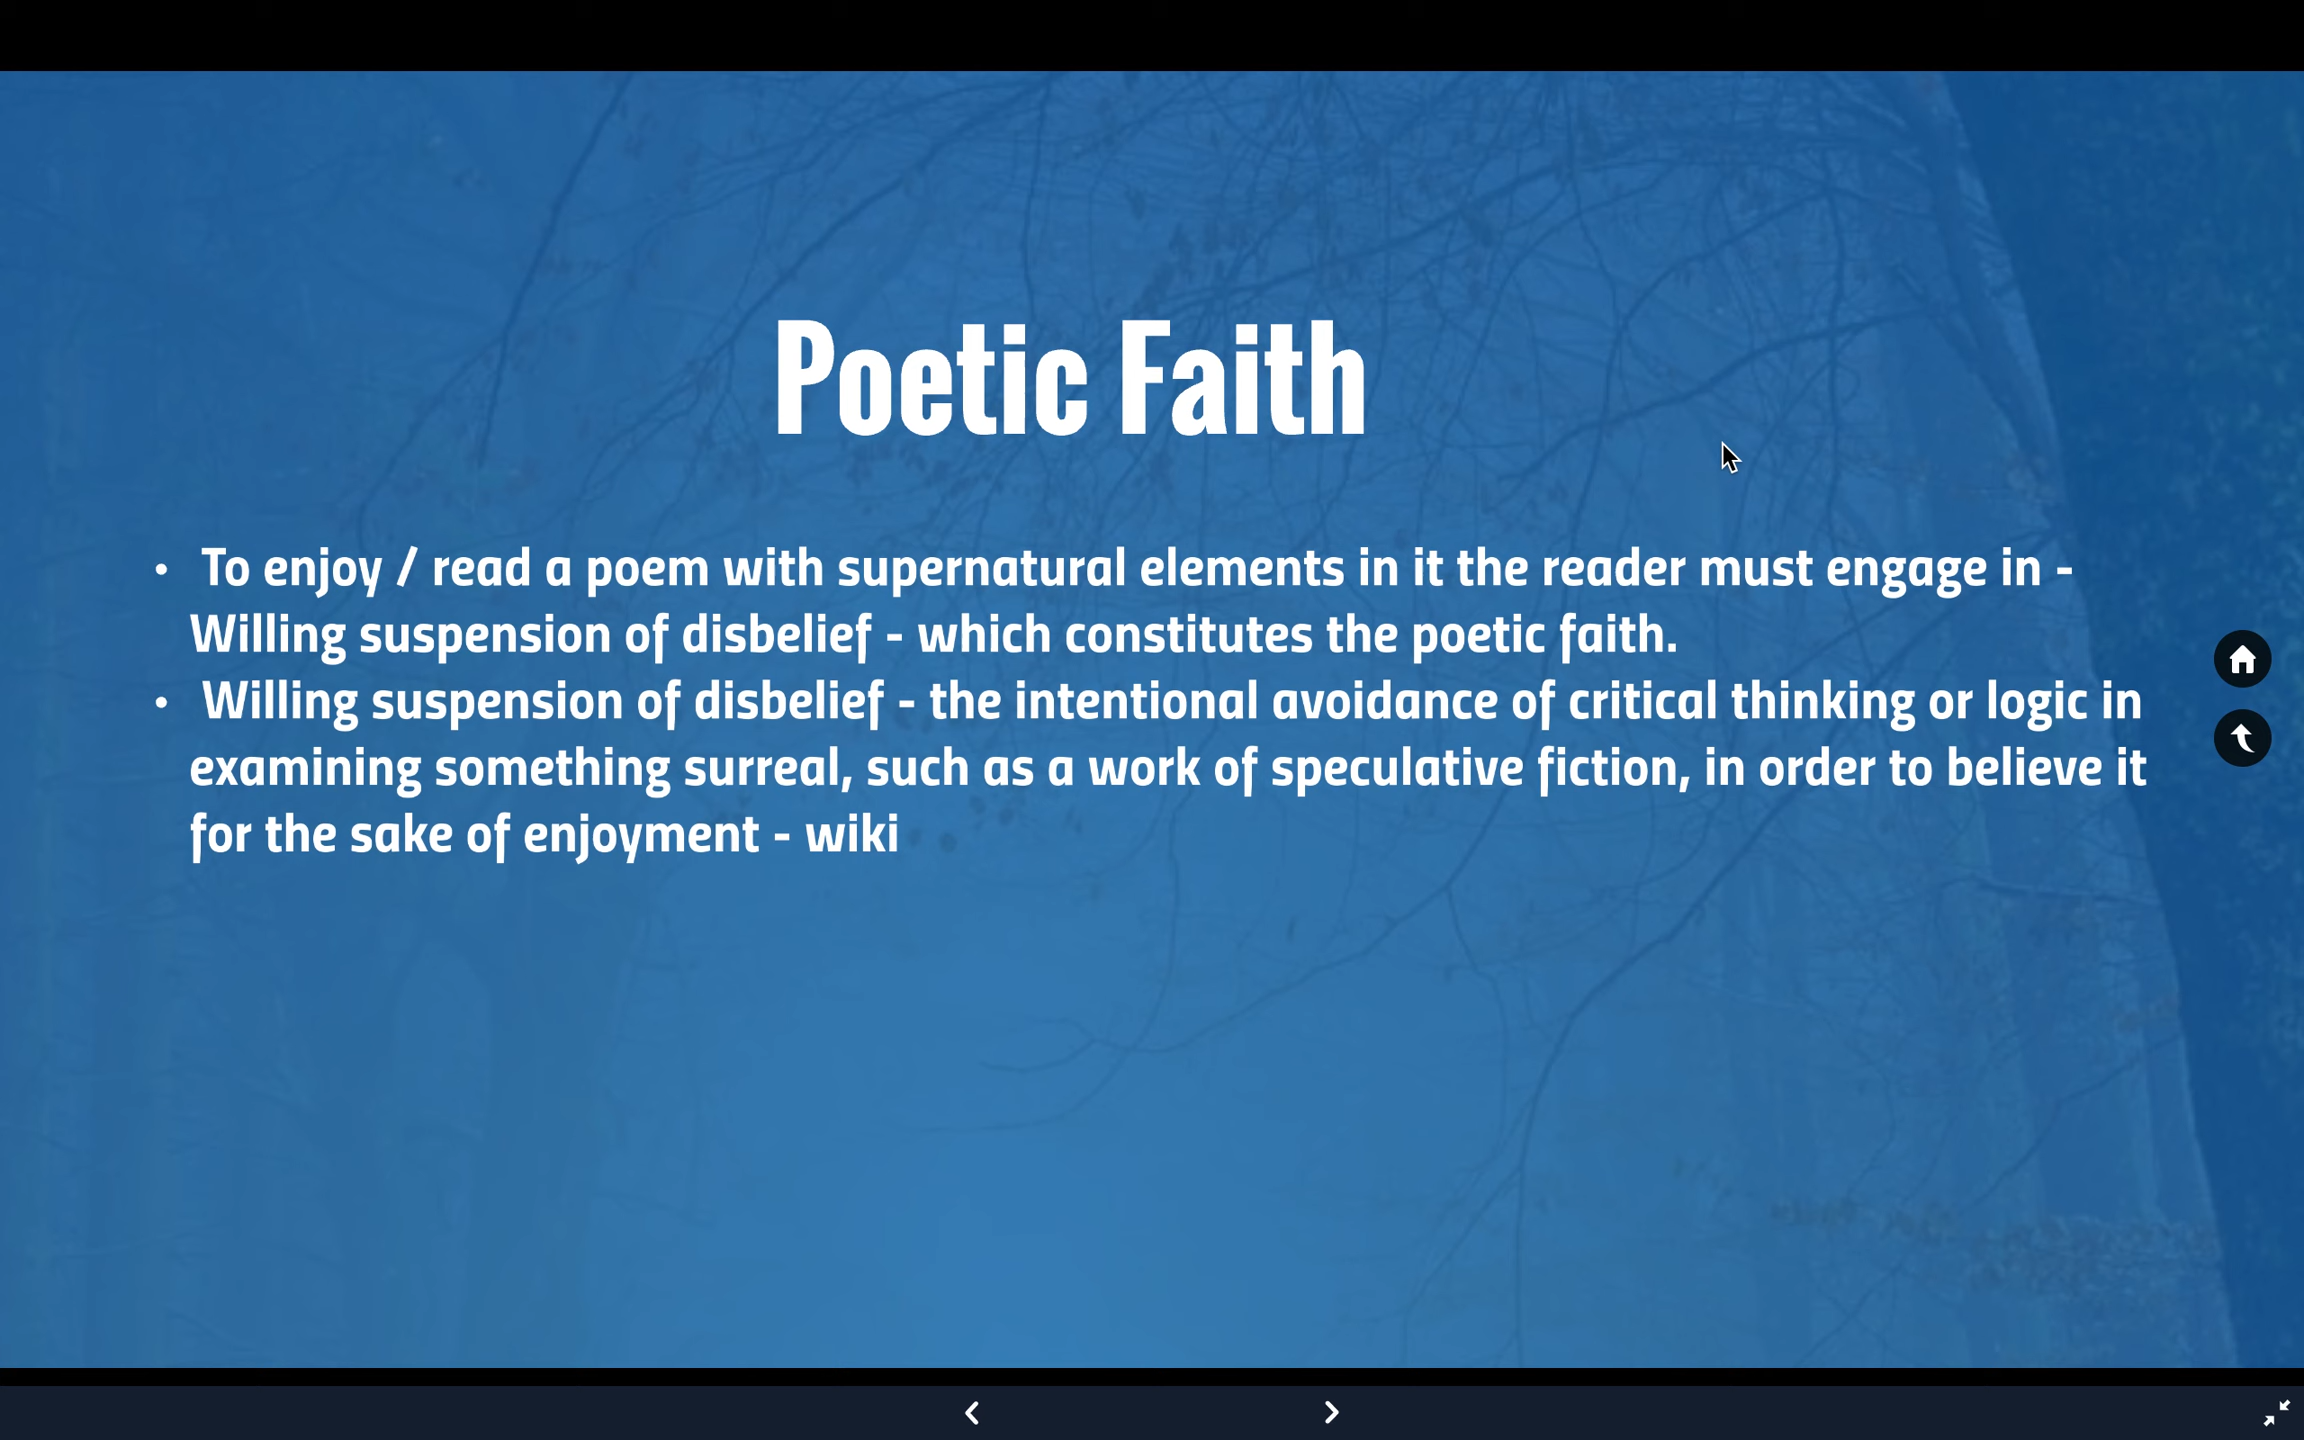 Poetic Faith
• To enjoy / read a poem with supernatural elements in it the reader must engage in -
Willing suspension of disbelief - which constitutes the poetic faith.
• Willing suspension of disbelief - the intentional avoidance of critical thinking or logic in
examining something surreal, such as a work of speculative fiction, in order to believe it
for the sake of enjoyment - wiki